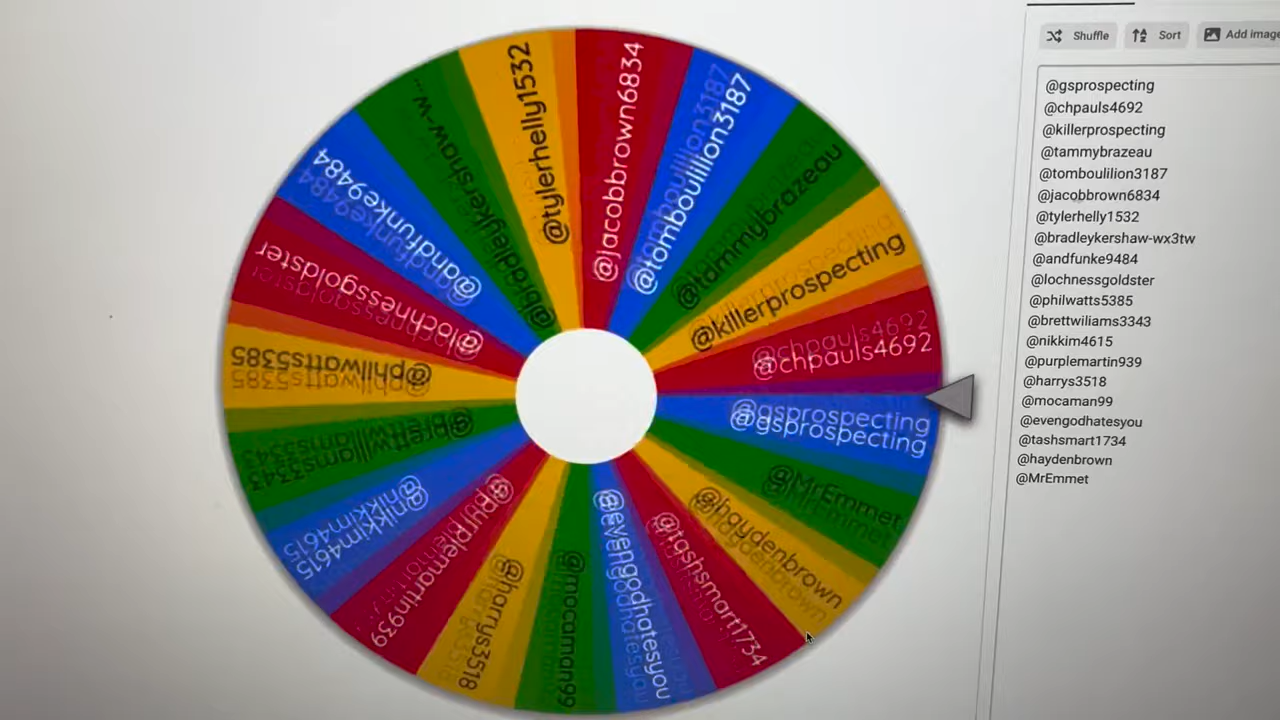 Shuffle
Sort
Add image
@gsprospecting
@chpauls4692
@killerprospecting
@tammybrazeau
@tomboulilion3187
@jacobbrown6834
@tylerhelly1532
@bradleykershaw-wx3tw
@andfunke9484
@lochnessgoldster
@philwatts5385
@brettwiliams3343
@nikkim4615
@purplemartin939
@harrys3518
@mocaman99
@evengodhatesyou
@tashsmart1734
@haydenbrown
@MrEmmet
@jacobbrown6834
@tomboulilion3187
@tammybrazeau
@killerprospecting
@chpauls4692
@gsprospecting
@MrEmmet
@haydenbrown
@tashsmart1734
@evengodhatesyou
@mocaman99
@harrys3518
@purplemartin939
@nikkim4615
@brettwiliams3343
@philwatts5385
@lochnessgoldster
@andfunke9484
@bradleykershaw-w...
@tylerhelly1532